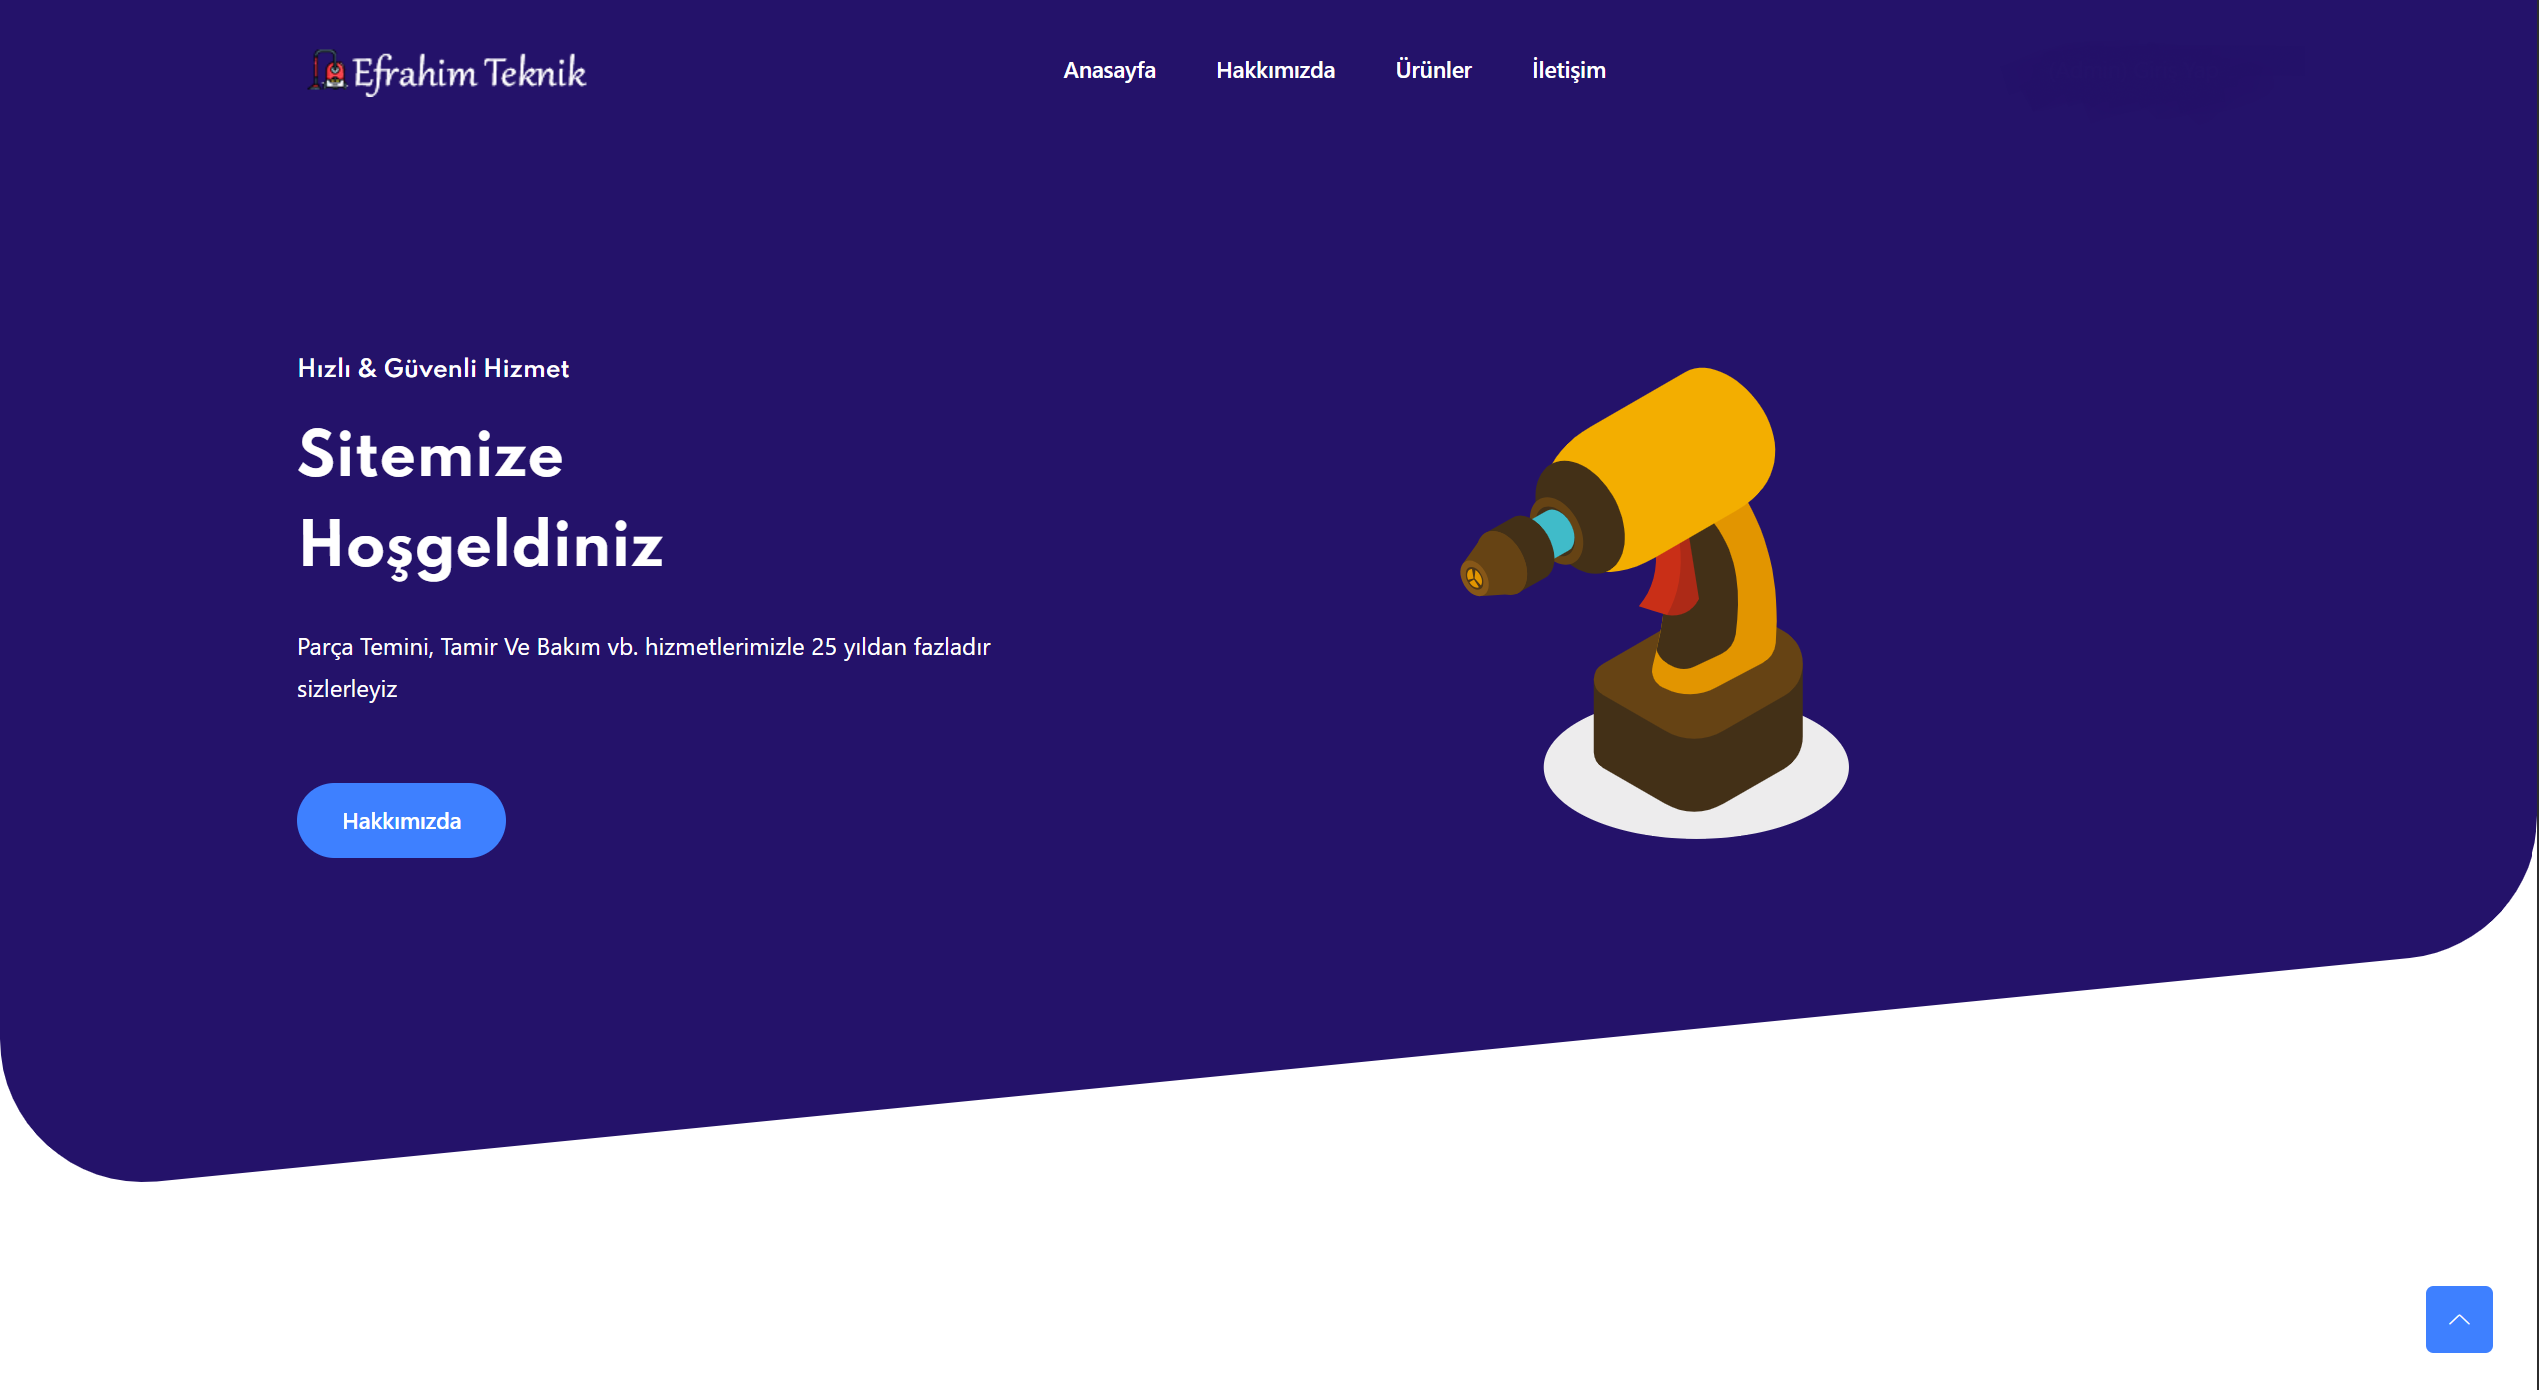 Efrahim Teknik
Anasayfa Hakkımızda Ürünler İletişim
Hızlı & Güvenli Hizmet
Sitemize
Hoşgeldiniz
Parça Temini, Tamir Ve Bakım vb. hizmetlerimizle 25 yıldan fazladır
sizlerleyiz
Hakkımızda